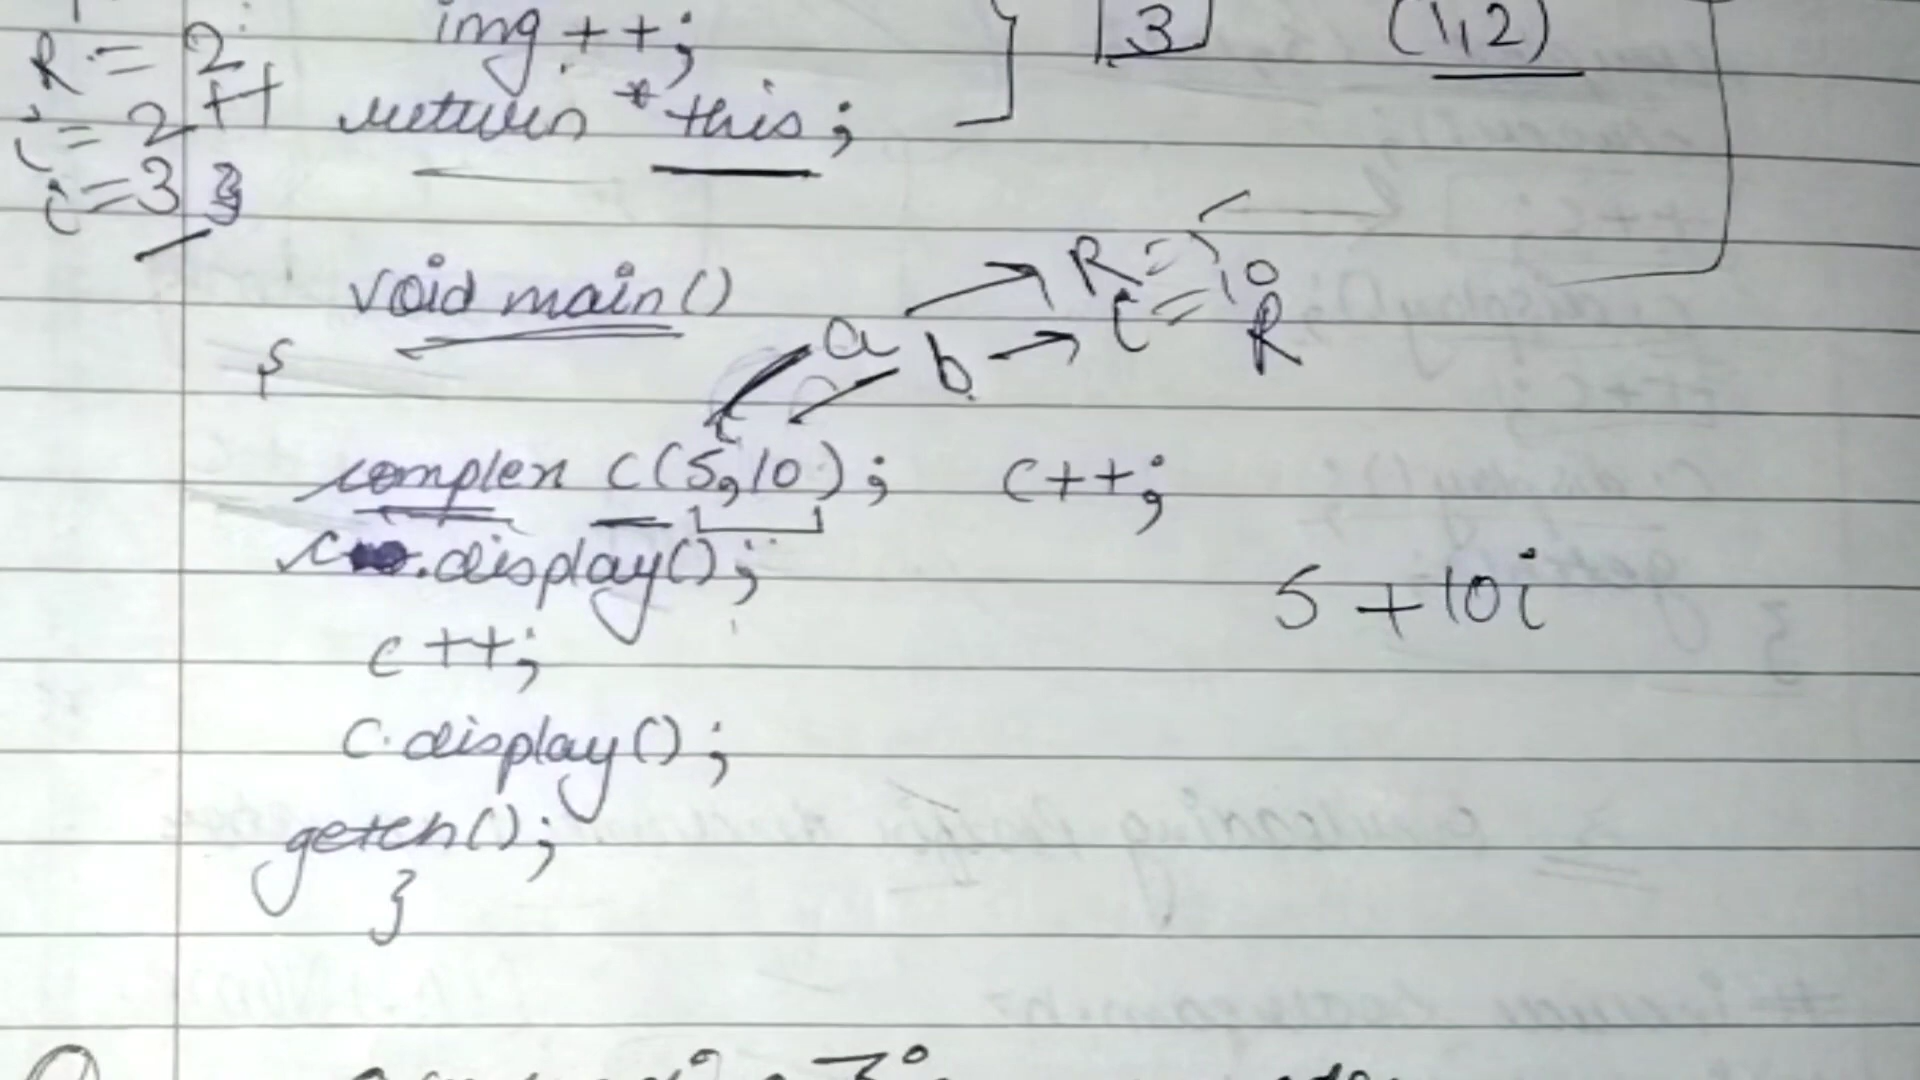 img ++; 3 (1,2)
R = 2
++ return *this;
i = 2
i = 3 3
void main()
R = 10
a i = R
b
complex c(5,10); c++;
c.display();
5 + 10i
c ++;
c.display();
getch();
}